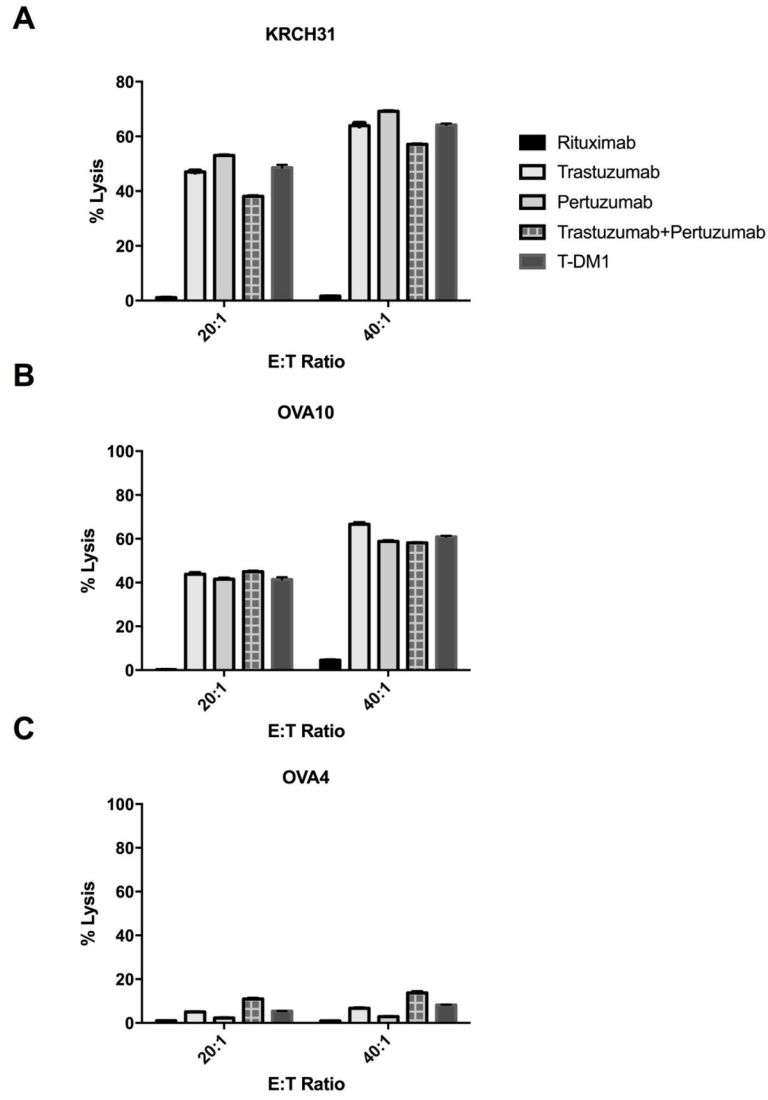 A
KRCH31
80
60
40
20
0
% Lysis
20:1
40:1
E:T Ratio
Rituximab
Trastuzumab
Pertuzumab
Trastuzumab+Pertuzumab
T-DM1
B
OVA10
100
80
60
40
20
0
% Lysis
20:1
40:1
E:T Ratio
C
OVA4
100
80
60
40
20
0
% Lysis
20:1
40:1
E:T Ratio